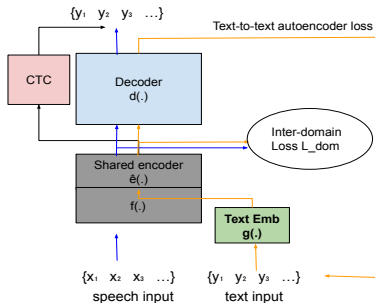 {y₁ y₂ y₃ ...}
Text-to-text autoencoder loss
CTC
Decoder
d(.)
Inter-domain
Loss L_dom
Shared encoder
ê(.)
f(.)
Text Emb
g(.)
{x₁ x₂ x₃ ...}
{y₁ y₂ y₃ ...}
speech input
text input